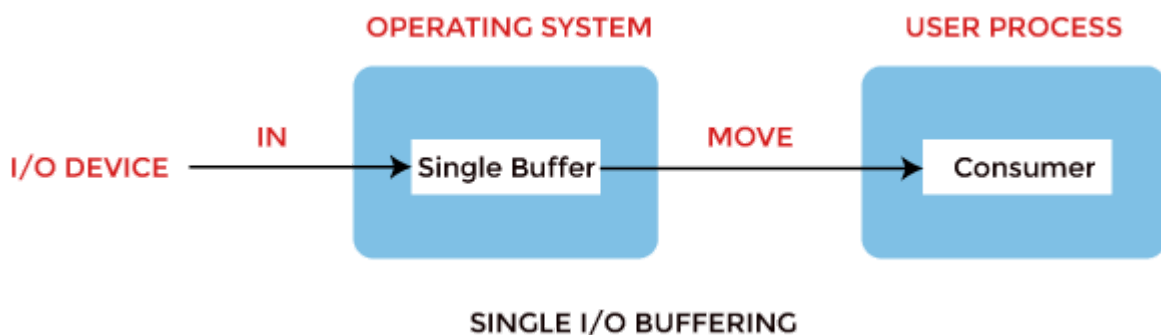 OPERATING SYSTEM
USER PROCESS
I/O DEVICE
IN
Single Buffer
MOVE
Consumer
SINGLE I/O BUFFERING